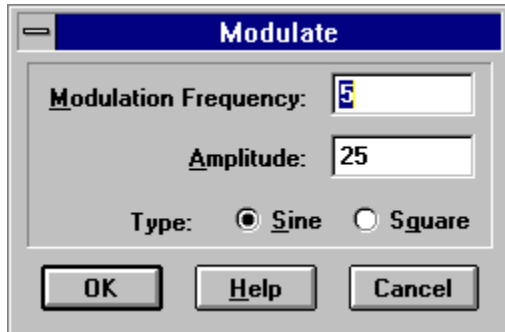 Modulate
Modulation Frequency: 5
Amplitude: 25
Type: Sine Square
OK Help Cancel